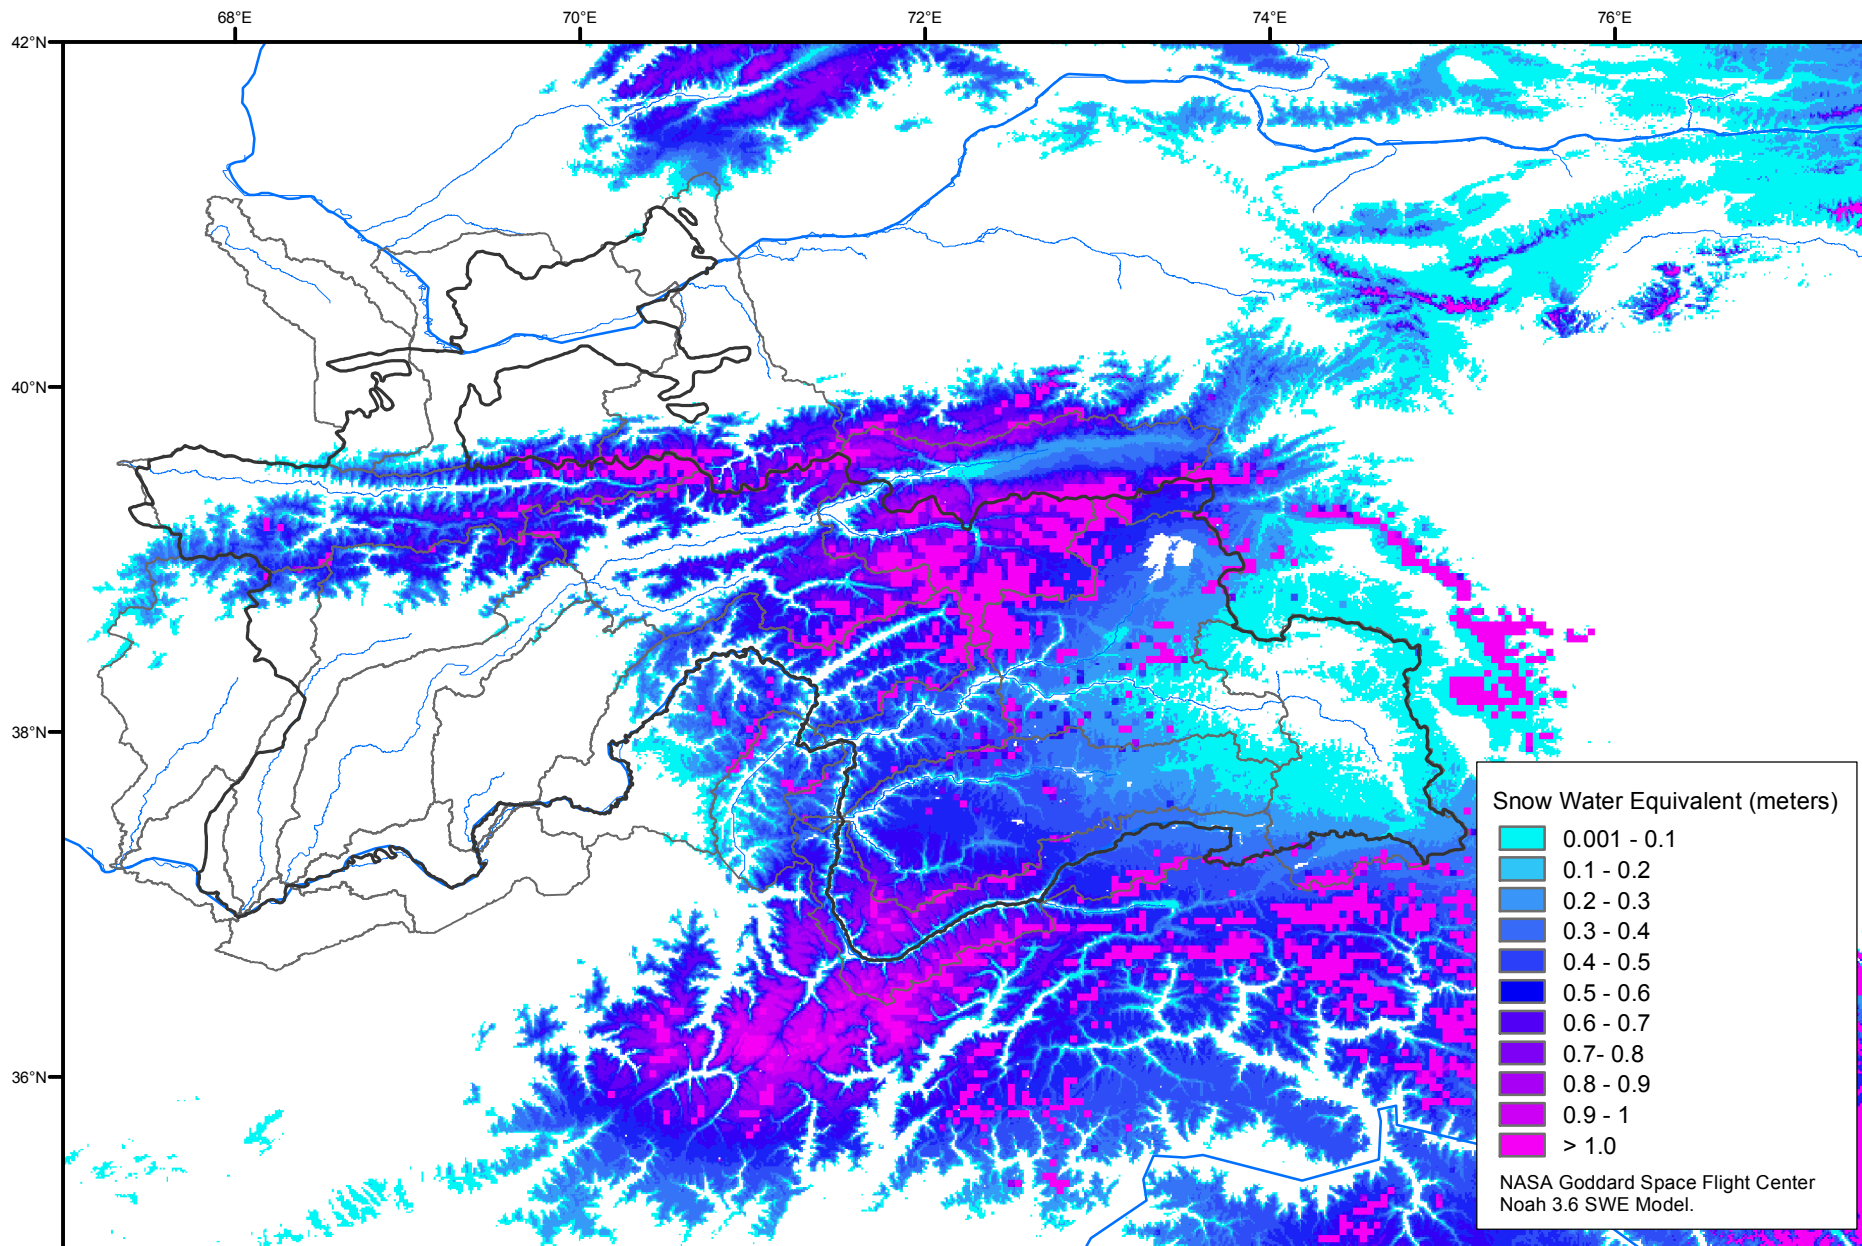 68°E
70°E
72°E
74°E
76°E
42°N
40°N
38°N
36°N
Snow Water Equivalent (meters)
0.001 - 0.1
0.1 - 0.2
0.2 - 0.3
0.3 - 0.4
0.4 - 0.5
0.5 - 0.6
0.6 - 0.7
0.7- 0.8
0.8 - 0.9
0.9 - 1
> 1.0
NASA Goddard Space Flight Center
Noah 3.6 SWE Model.